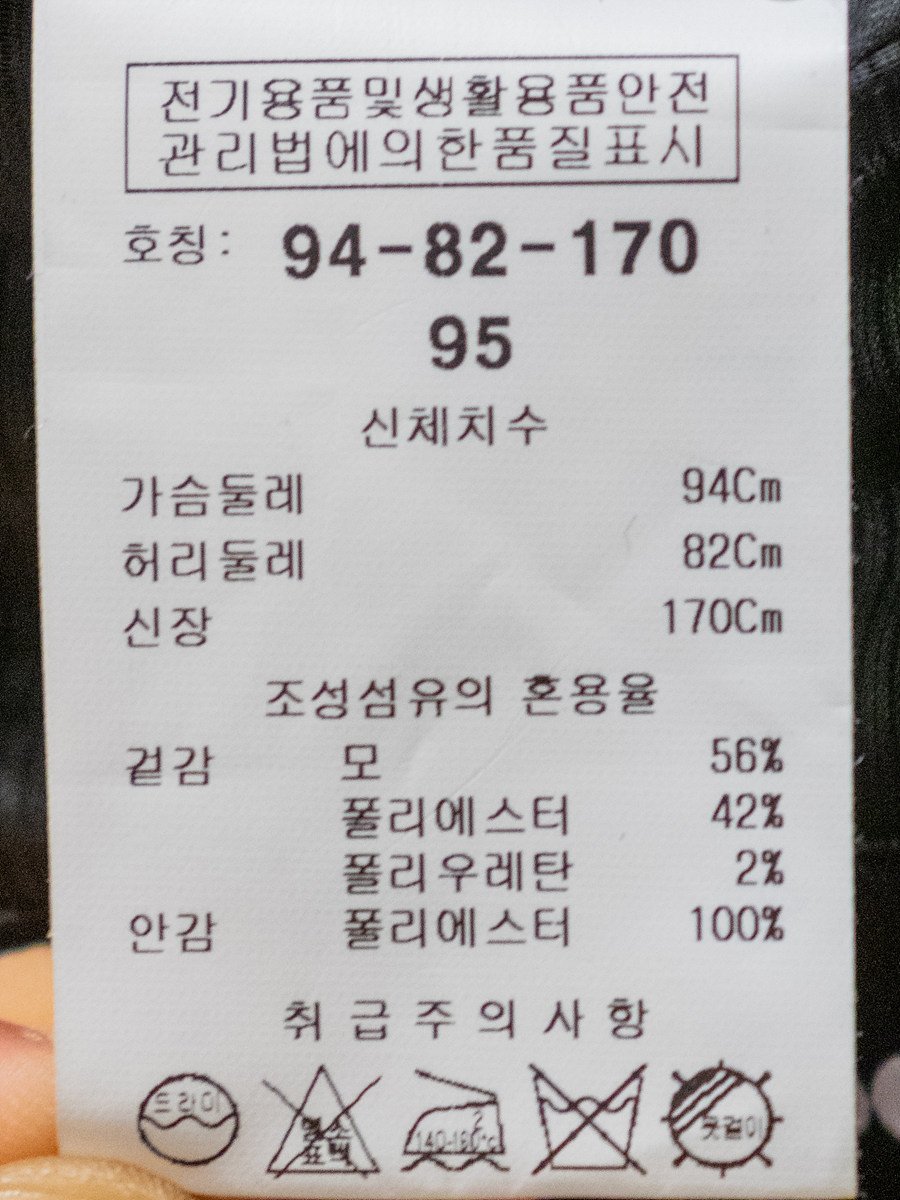 전기용품및생활용품안전
관리법에의한품질표시
호칭: 94-82-170
95
신체치수
가슴둘레 94Cm
허리둘레 82Cm
신장 170Cm
조성섬유의 혼용율
겉감 모 56%
폴리에스터 42%
폴리우레탄 2%
안감 폴리에스터 100%
취급주의사항
드라이
염소
표백
2
140-160℃
옷걸이